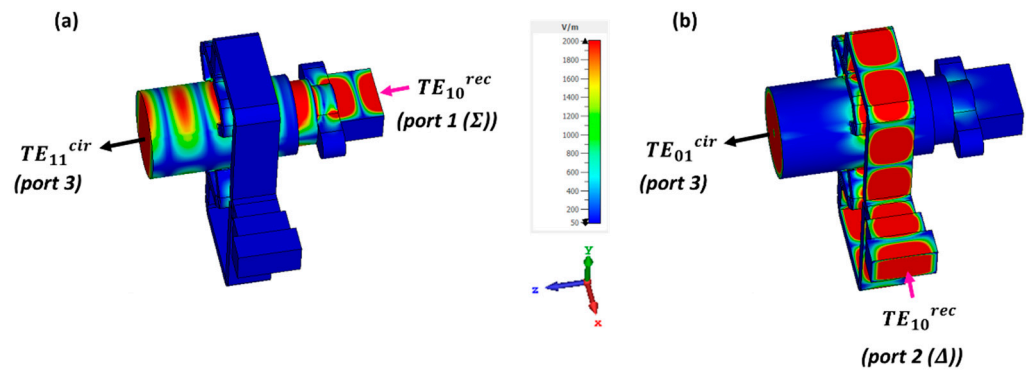 (a)
TE₁₀ʳᵉᶜ
(port 1 (Σ))
TE₁₁ᶜⁱʳ
(port 3)
V/m
2000
1800
1600
1400
1200
1000
800
600
400
200
50
Y
z
x
(b)
TE₀₁ᶜⁱʳ
(port 3)
TE₁₀ʳᵉᶜ
(port 2 (Δ))